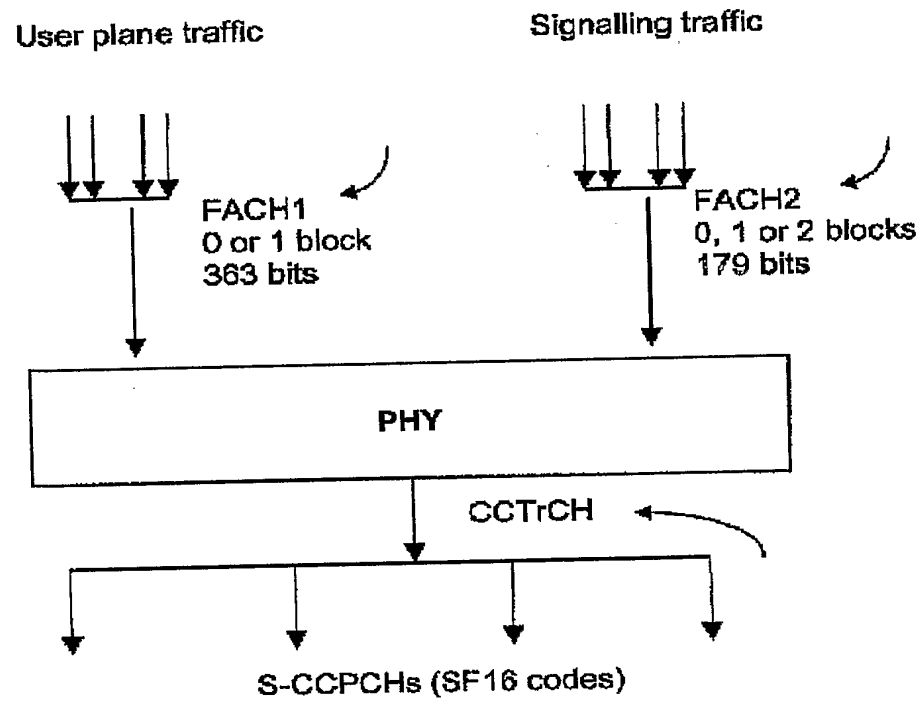 User plane traffic
Signalling traffic
FACH1
0 or 1 block
363 bits
FACH2
0, 1 or 2 blocks
179 bits
PHY
CCTrCH
S-CCPCHs (SF16 codes)